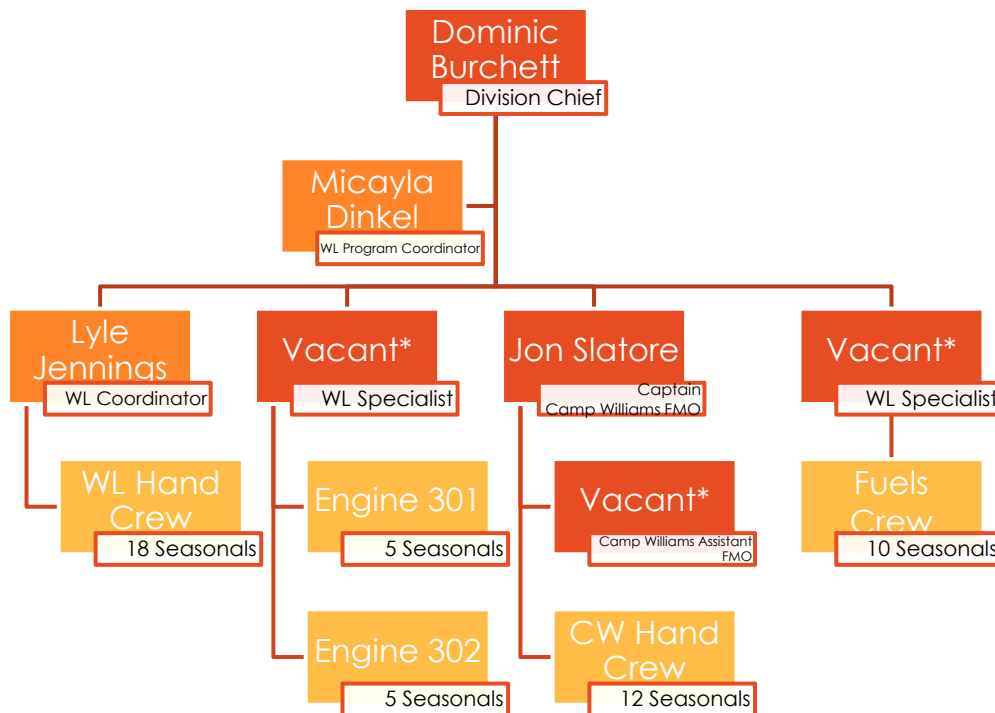 Dominic
Burchett
Division Chief
Micayla
Dinkel
WL Program Coordinator
Lyle
Jennings
WL Coordinator
Vacant*
WL Specialist
Jon Slatore
Captain
Camp Williams FMO
Vacant*
WL Specialist
WL Hand
Crew
18 Seasonals
Engine 301
5 Seasonals
Vacant*
Camp Williams Assistant
FMO
Fuels
Crew
10 Seasonals
Engine 302
5 Seasonals
CW Hand
Crew
12 Seasonals